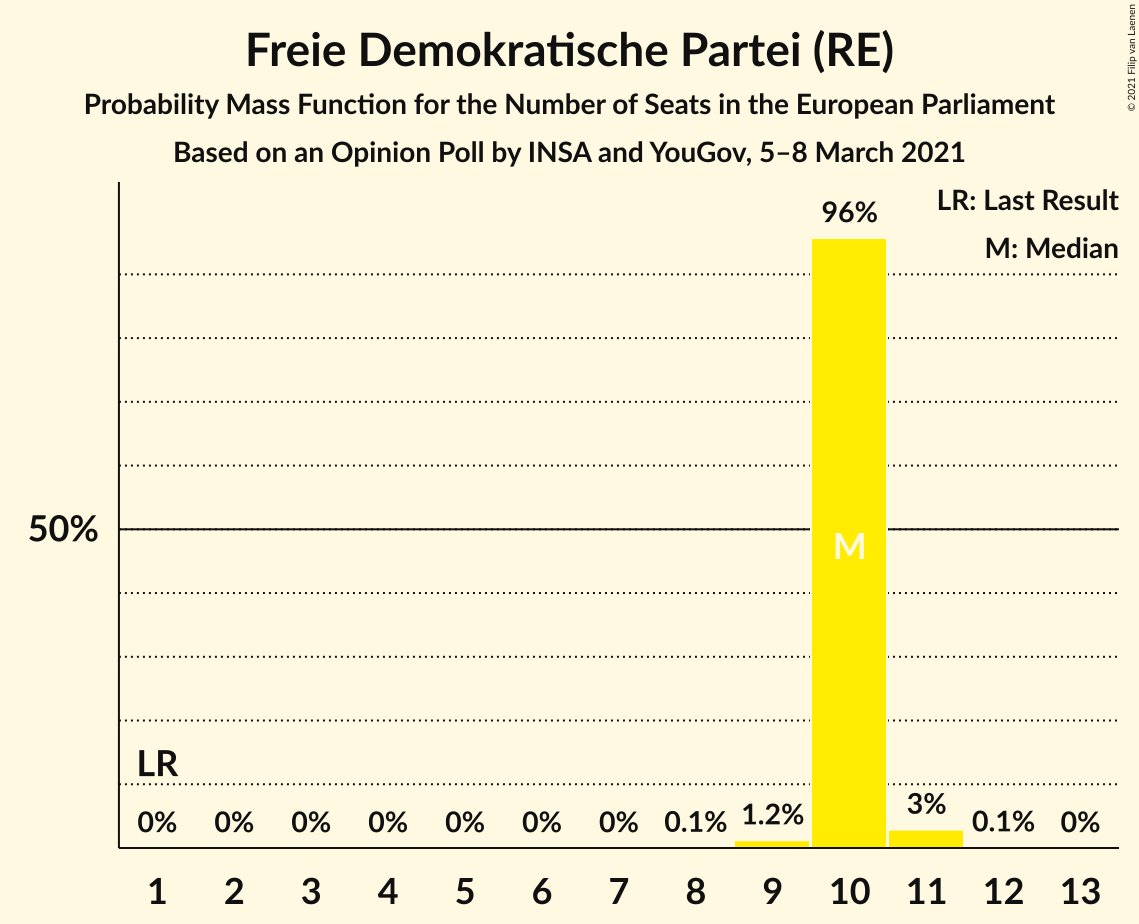 Freie Demokratische Partei (RE)
Probability Mass Function for the Number of Seats in the European Parliament
Based on an Opinion Poll by INSA and YouGov, 5–8 March 2021
© 2021 Filip van Laenen
LR: Last Result
M: Median
96%
50%
M
LR
0% 0% 0% 0% 0% 0% 0% 0.1% 1.2% 3% 0.1% 0%
1 2 3 4 5 6 7 8 9 10 11 12 13